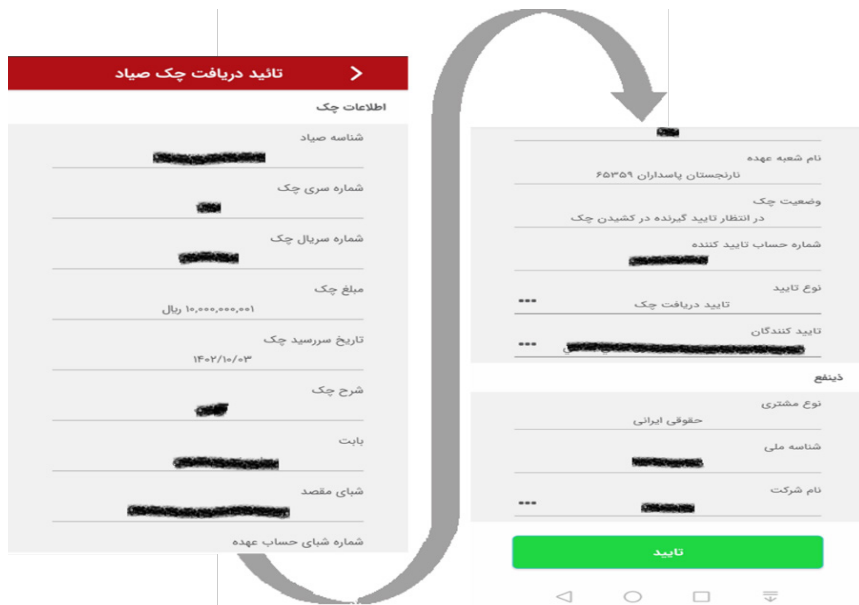 تائید دریافت چک صیاد
اطلاعات چک
شناسه صیاد
شماره سری چک
شماره سریال چک
مبلغ چک
۱۰,۰۰۰,۰۰۰,۰۰۱ ریال
تاریخ سررسید چک
۱۴۰۲/۱۰/۰۳
شرح چک
بابت
شبای مقصد
شماره شبای حساب عهده
نام شعبه عهده
نارنجستان پاسداران ۶۵۳۵۹
وضعیت چک
در انتظار تایید گیرنده در کشیدن چک
شماره حساب تایید کننده
نوع تایید
تایید دریافت چک
تایید کنندگان
ذینفع
نوع مشتری
حقوقی ایرانی
شناسه ملی
نام شرکت
تایید